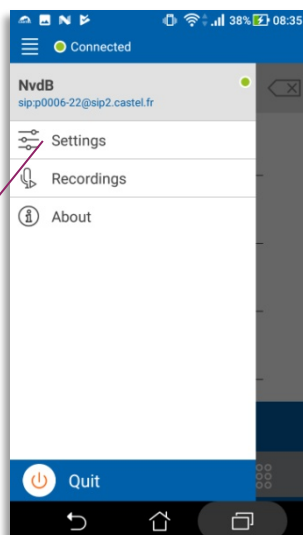 38% 08:35
Connected
NvdB
sip:p0006-22@sip2.castel.fr
Settings
Recordings
About
Quit